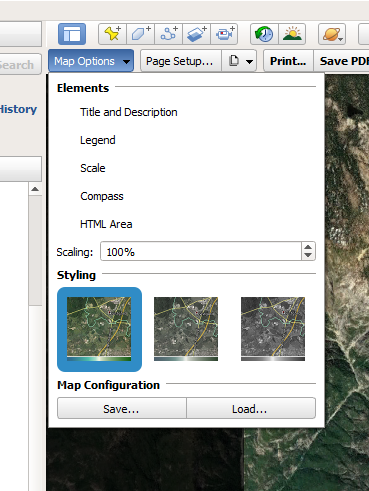 Search
History
Map Options
Page Setup...
Print...
Save PDF
Elements
Title and Description
Legend
Scale
Compass
HTML Area
Scaling: 100%
Styling
Map Configuration
Save...
Load...